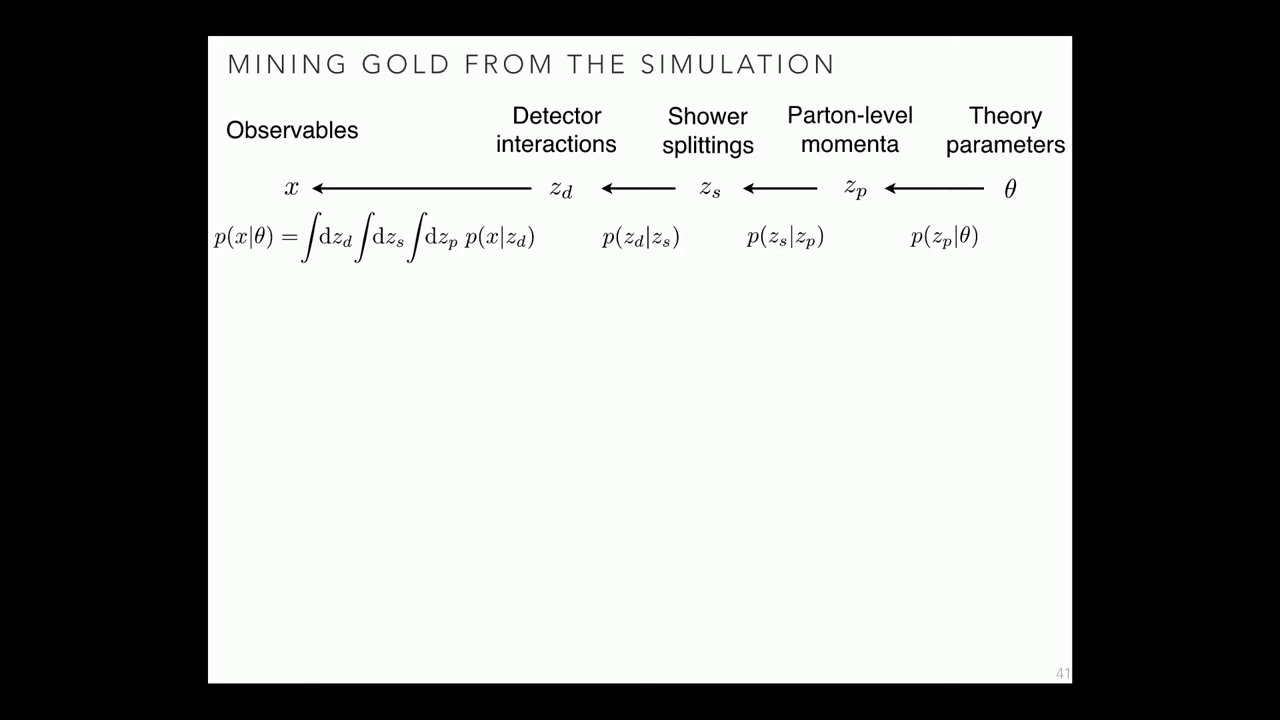 MINING GOLD FROM THE SIMULATION
Observables
Detector interactions
Shower splittings
Parton-level momenta
Theory parameters
x ← z_d ← z_s ← z_p ← θ
p(x|θ) = ∫dz_d ∫dz_s ∫dz_p p(x|z_d) p(z_d|z_s) p(z_s|z_p) p(z_p|θ)
41